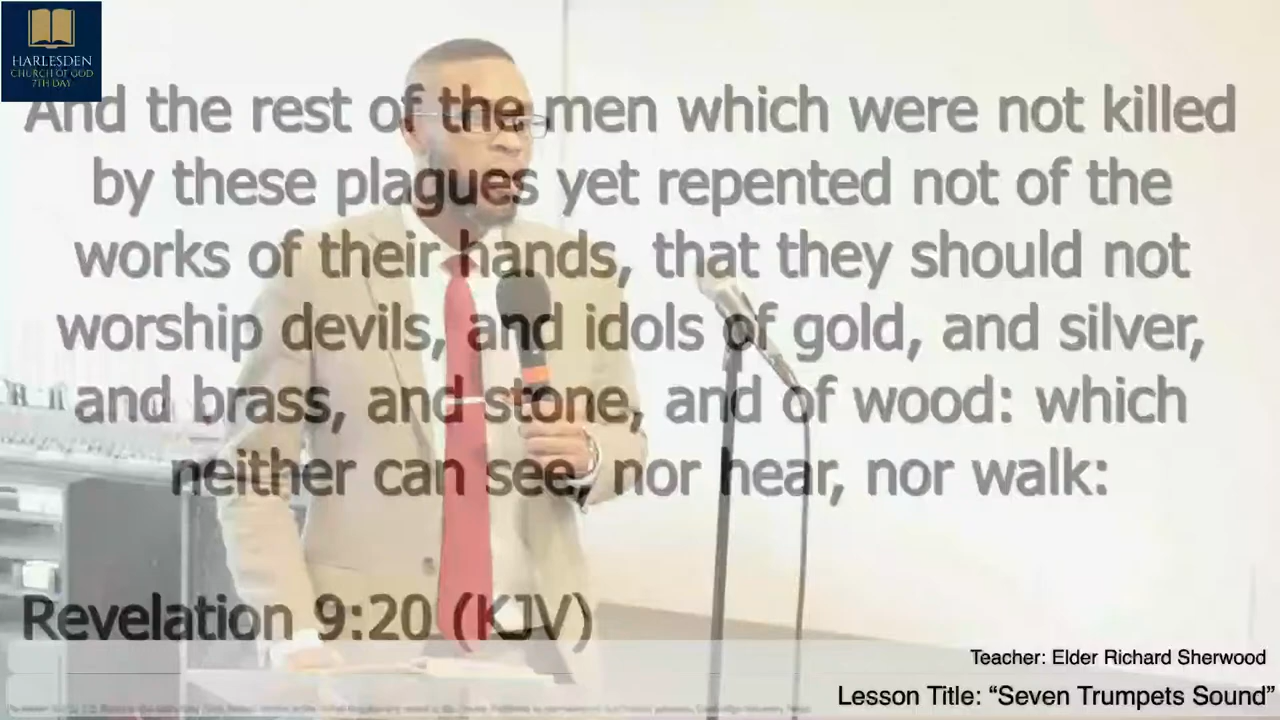 HARLESDEN
CHURCH OF GOD
7TH DAY
And the rest of the men which were not killed
by these plagues yet repented not of the
works of their hands, that they should not
worship devils, and idols of gold, and silver,
and brass, and stone, and of wood: which
neither can see, nor hear, nor walk:
Revelation 9:20 (KJV)
Teacher: Elder Richard Sherwood
Lesson Title: “Seven Trumpets Sound”